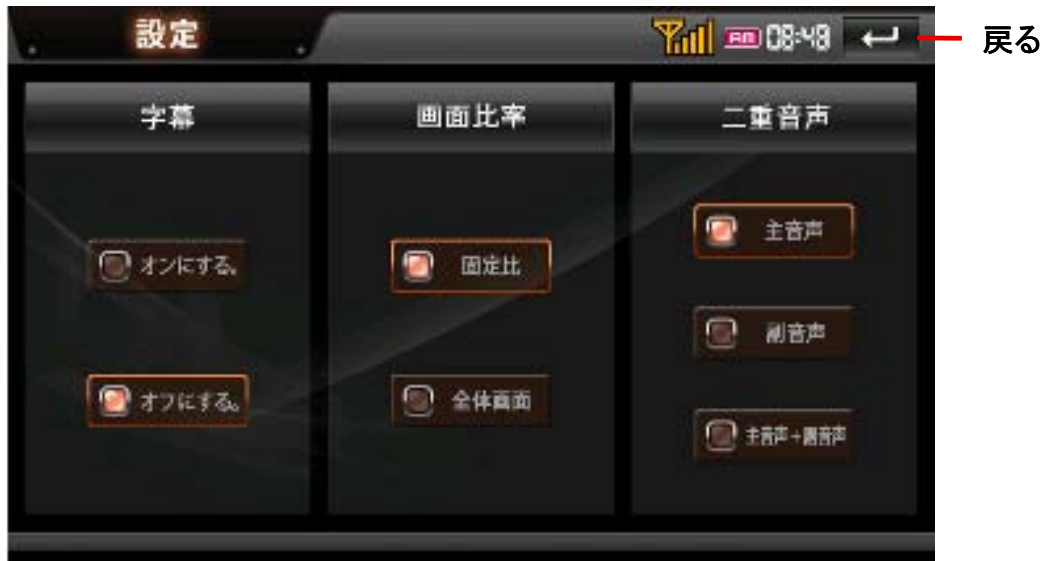 設定
AM 08:48
戻る
字幕
画面比率
二重音声
オンにする。
オフにする。
固定比
全体画面
主音声
副音声
主音声+副音声